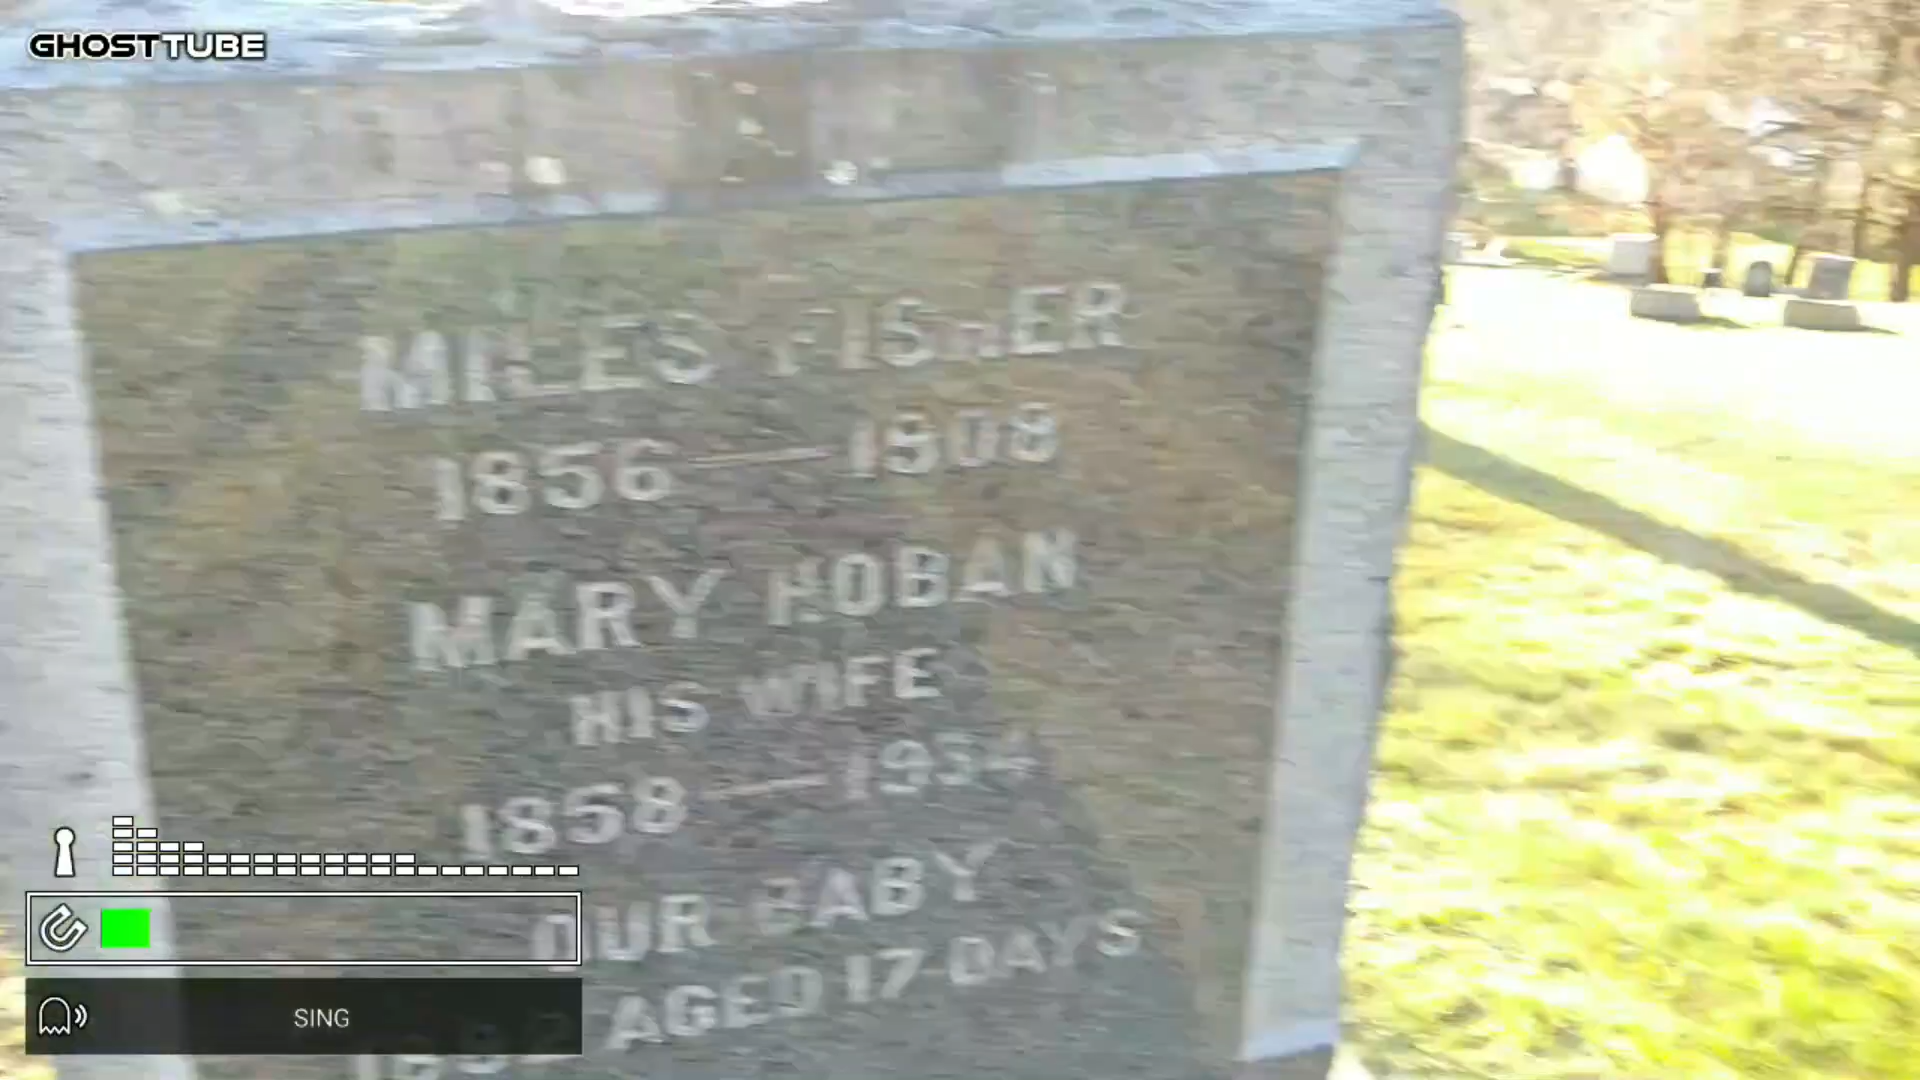 GHOSTTUBE
MILES FISHER
1856—1908
MARY HOBAN
HIS WIFE
1858—1934
OUR BABY
AGED 17 DAYS
SING